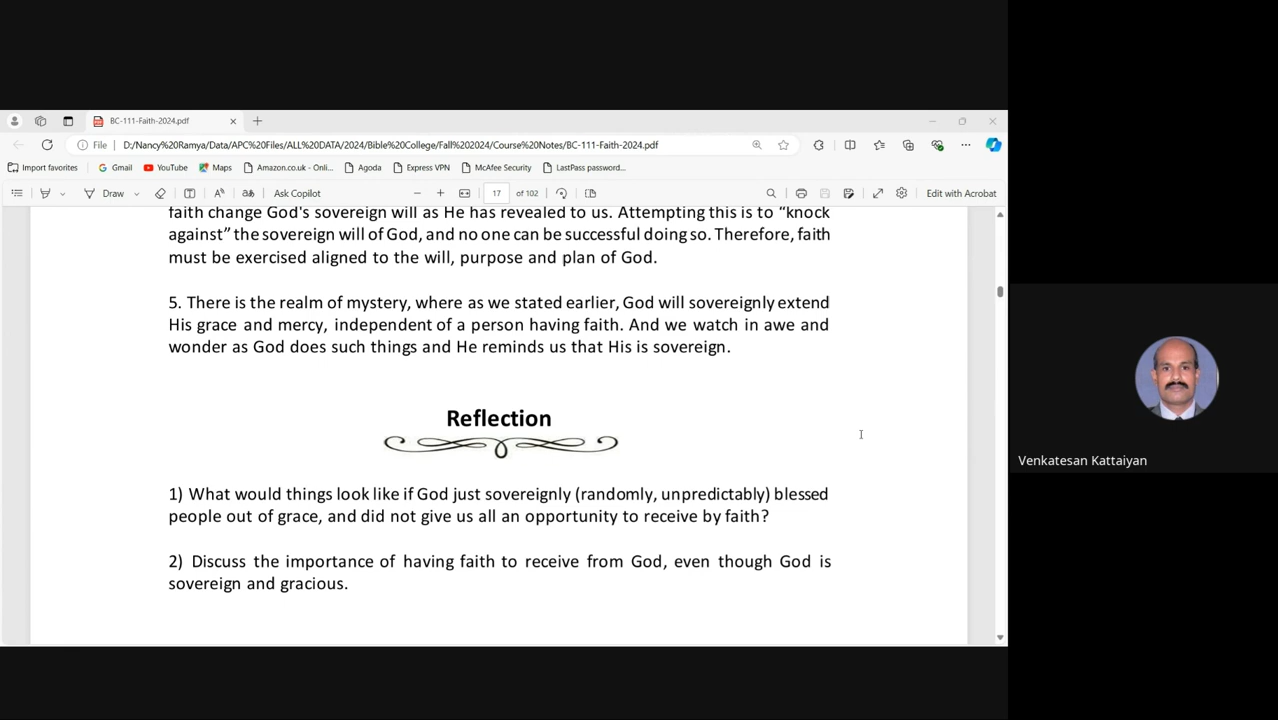 BC-111-Faith-2024.pdf
File D:/Nancy%20Ramya/Data/APC%20Files/ALL%20DATA/2024/Bible%20College/Fall%202024/Course%20Notes/BC-111-Faith-2024.pdf
Import favorites Gmail YouTube Maps Amazon.co.uk - Onli... Agoda Express VPN McAfee Security LastPass password...
Draw Ask Copilot 17 of 102 Edit with Acrobat
faith change God's sovereign will as He has revealed to us. Attempting this is to “knock
against” the sovereign will of God, and no one can be successful doing so. Therefore, faith
must be exercised aligned to the will, purpose and plan of God.
5. There is the realm of mystery, where as we stated earlier, God will sovereignly extend
His grace and mercy, independent of a person having faith. And we watch in awe and
wonder as God does such things and He reminds us that His is sovereign.
Reflection
1) What would things look like if God just sovereignly (randomly, unpredictably) blessed
people out of grace, and did not give us all an opportunity to receive by faith?
2) Discuss the importance of having faith to receive from God, even though God is
sovereign and gracious.
Venkatesan Kattaiyan